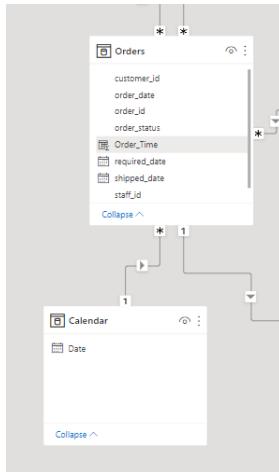 * *
Orders
customer_id
order_date
order_id
order_status
Order_Time
*
required_date
shipped_date
staff_id
Collapse
* 1
1
Calendar
Date
Collapse